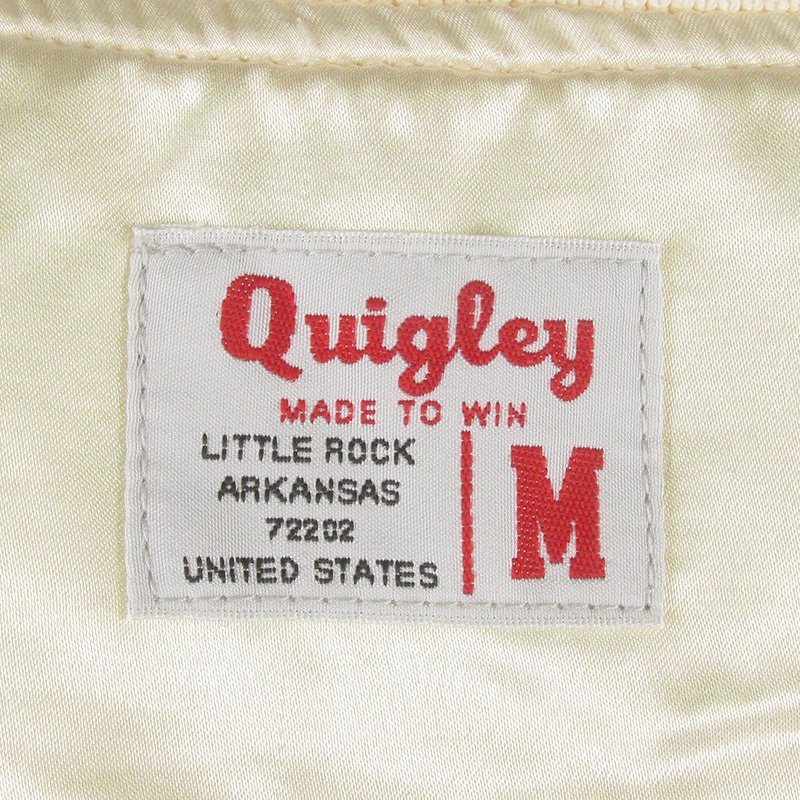 Quigley
MADE TO WIN
LITTLE ROCK
ARKANSAS
72202
UNITED STATES
M